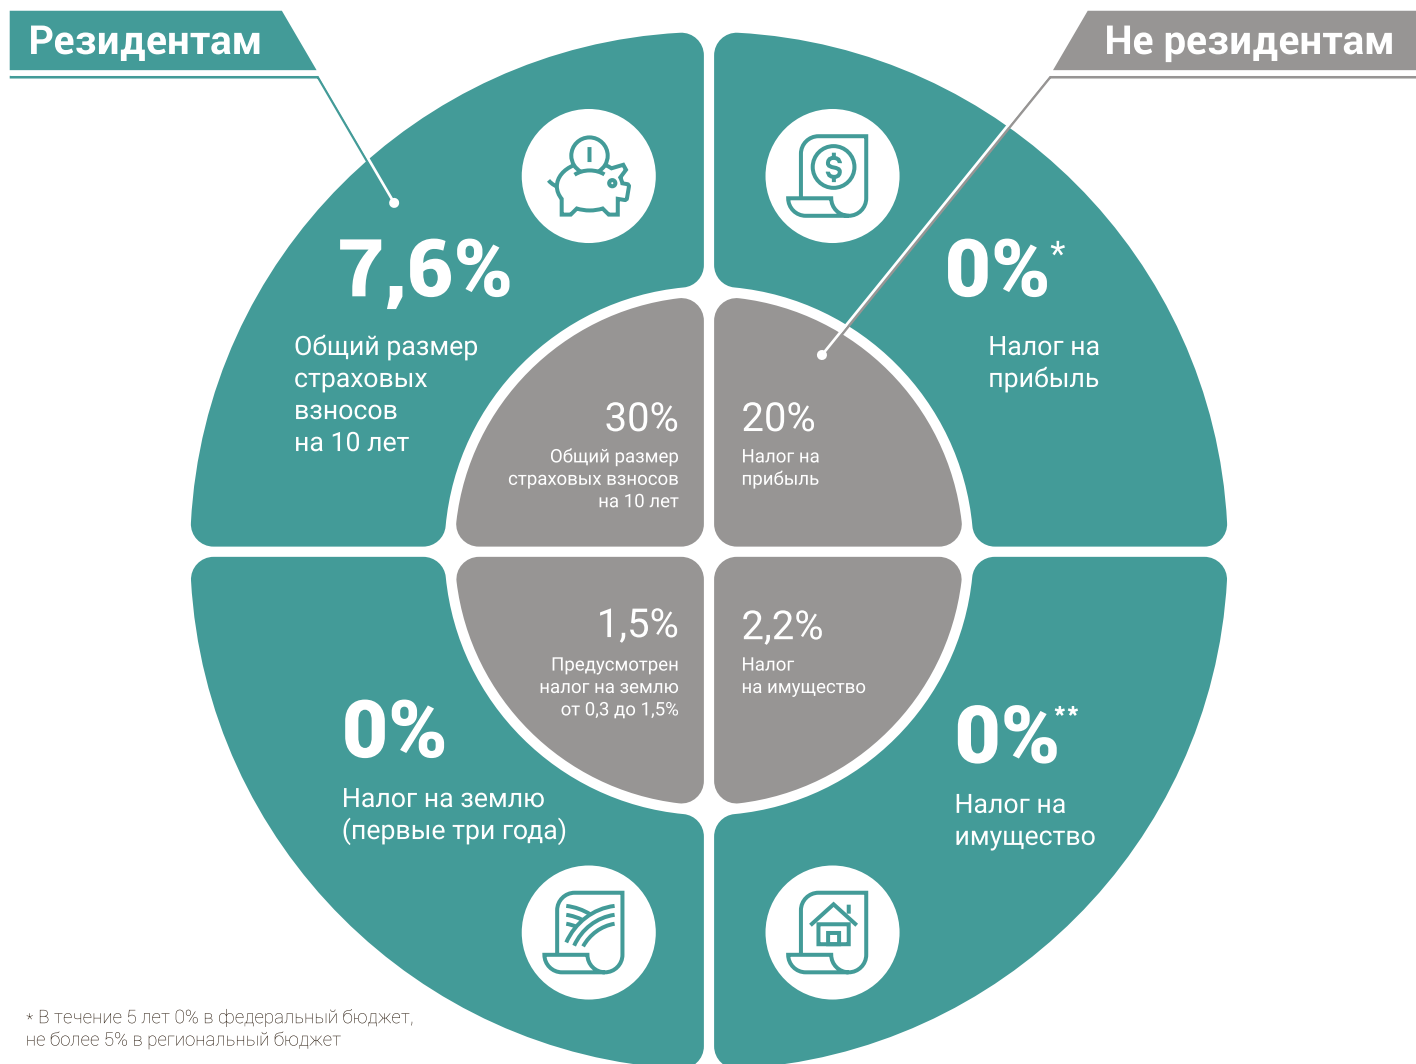 Резидентам
Не резидентам
7,6%
Общий размер
страховых
взносов
на 10 лет
0%*
Налог на
прибыль
30%
Общий размер
страховых взносов
на 10 лет
20%
Налог на
прибыль
1,5%
Предусмотрен
налог на землю
от 0,3 до 1,5%
2,2%
Налог
на имущество
0%
Налог на землю
(первые три года)
0%**
Налог на
имущество
* В течение 5 лет 0% в федеральный бюджет,
не более 5% в региональный бюджет